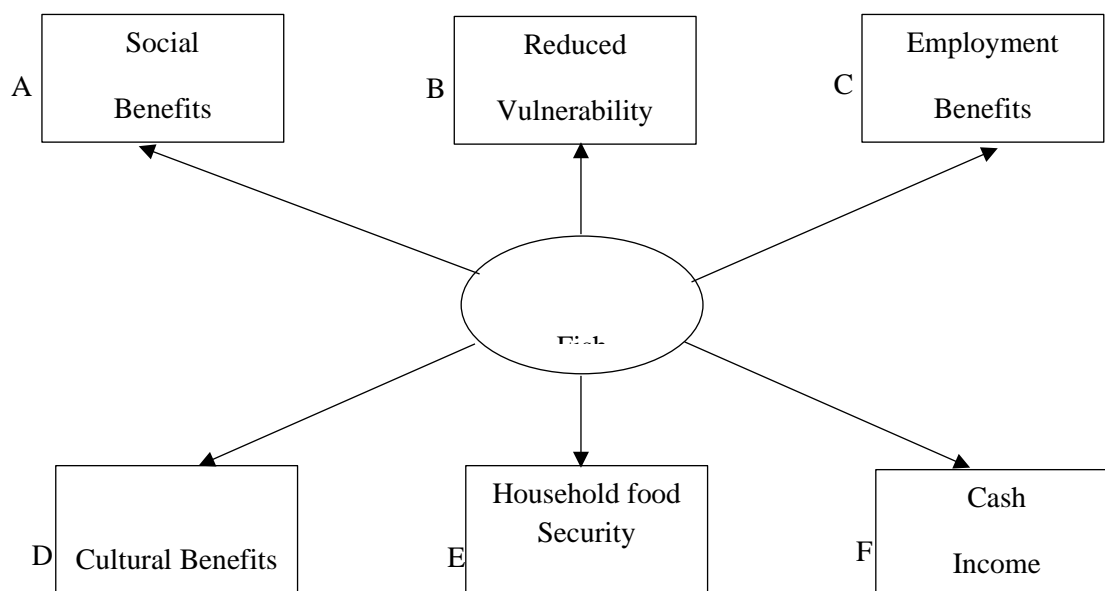 Social
Benefits
A
Reduced
Vulnerability
B
Employment
Benefits
C
Cultural Benefits
D
Household food
Security
E
Cash
Income
F